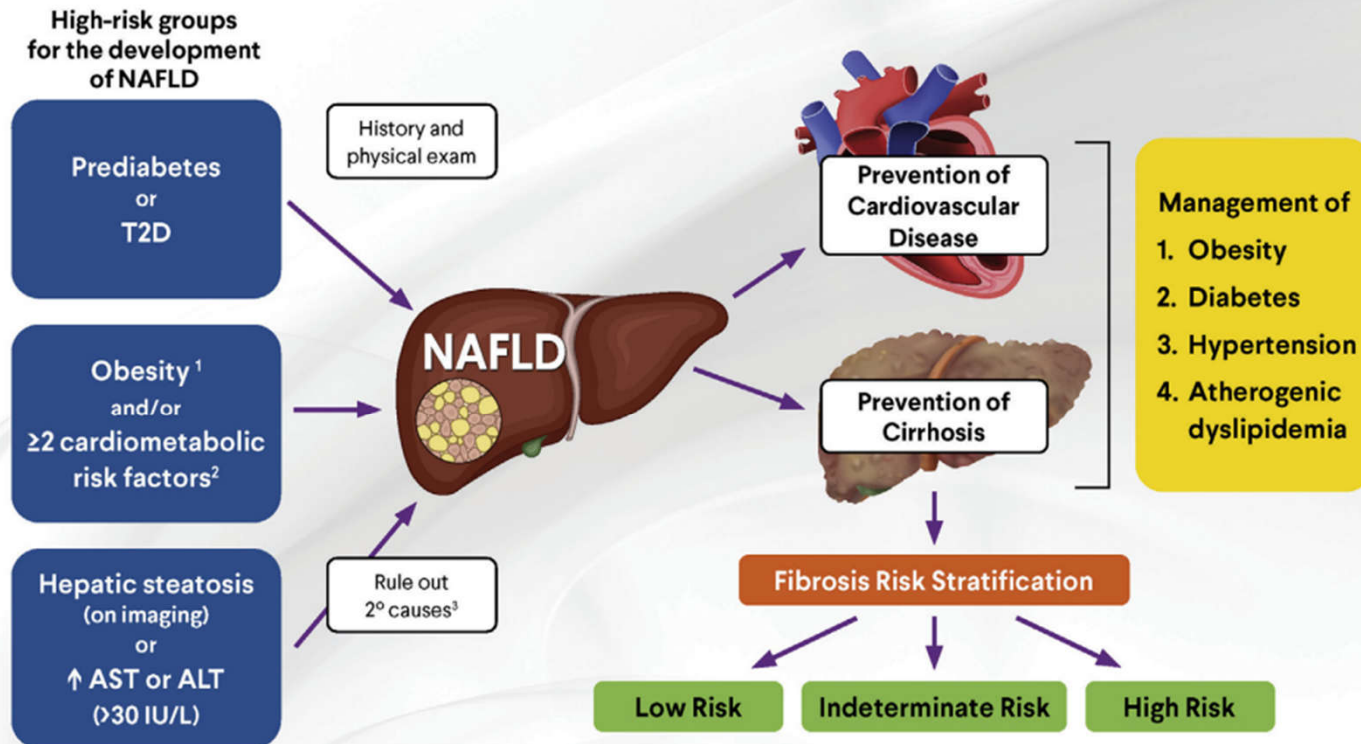 High-risk groups
for the development
of NAFLD
Prediabetes
or
T2D
Obesity ¹
and/or
≥2 cardiometabolic
risk factors²
Hepatic steatosis
(on imaging)
or
↑ AST or ALT
(>30 IU/L)
History and
physical exam
NAFLD
Rule out
2º causes³
Prevention of
Cardiovascular
Disease
Prevention of
Cirrhosis
Management of
1. Obesity
2. Diabetes
3. Hypertension
4. Atherogenic
dyslipidemia
Fibrosis Risk Stratification
Low Risk
Indeterminate Risk
High Risk